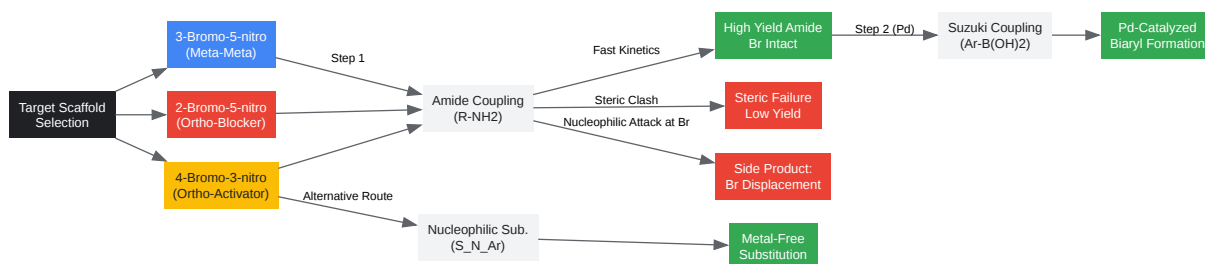 Target Scaffold
Selection
3-Bromo-5-nitro
(Meta-Meta)
2-Bromo-5-nitro
(Ortho-Blocker)
4-Bromo-3-nitro
(Ortho-Activator)
Step 1
Alternative Route
Amide Coupling
(R-NH2)
Nucleophilic Sub.
(S_N_Ar)
Fast Kinetics
Steric Clash
Nucleophilic Attack at Br
High Yield Amide
Br Intact
Steric Failure
Low Yield
Side Product:
Br Displacement
Metal-Free
Substitution
Step 2 (Pd)
Suzuki Coupling
(Ar-B(OH)2)
Pd-Catalyzed
Biaryl Formation